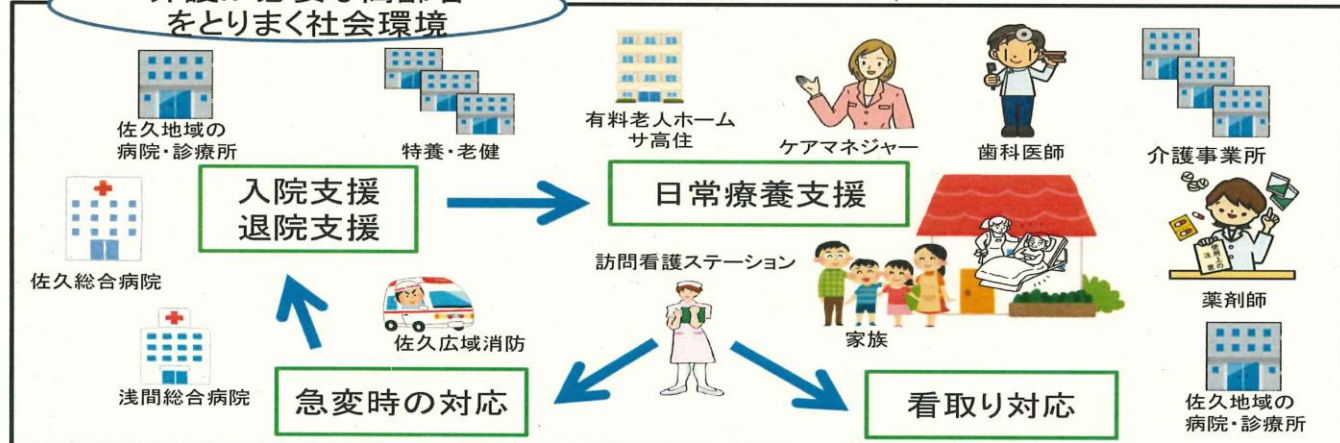 をとりまく社会環境
佐久地域の
病院・診療所
特養・老健
有料老人ホーム
サ高住
ケアマネジャー
歯科医師
介護事業所
入院支援
退院支援
日常療養支援
佐久総合病院
訪問看護ステーション
薬剤師
佐久広域消防
家族
浅間総合病院
急変時の対応
看取り対応
佐久地域の
病院・診療所